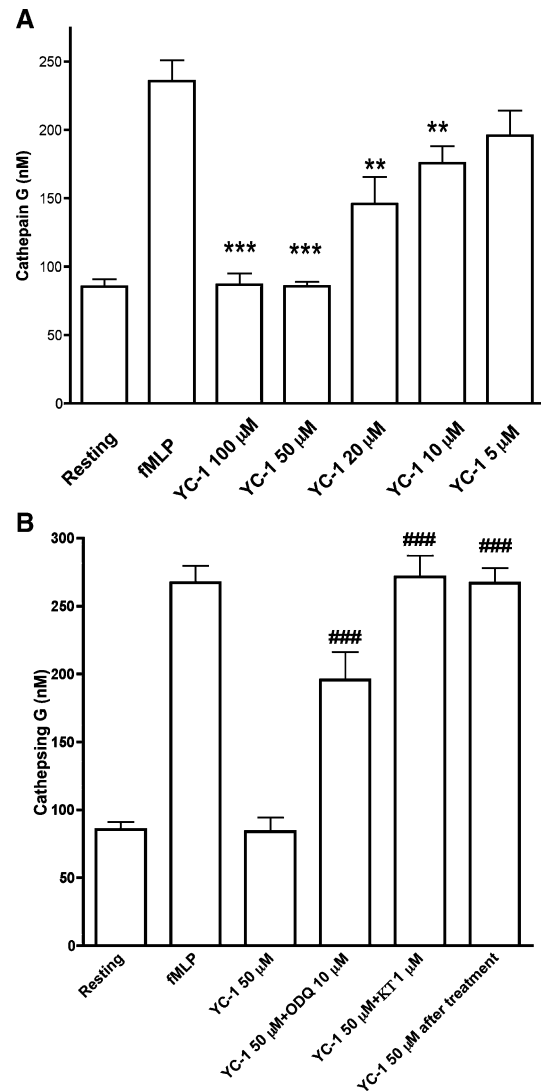 A
Cathepain G (nM)
250
200
150
100
50
0
***
***
**
**
Resting
fMLP
YC-1 100 μM
YC-1 50 μM
YC-1 20 μM
YC-1 10 μM
YC-1 5 μM
B
Cathepsing G (nM)
300
250
200
150
100
50
0
###
###
###
Resting
fMLP
YC-1 50 μM
YC-1 50 μM+ODQ 10 μM
YC-1 50 μM+KT1 μM
YC-1 50 μM after treatment